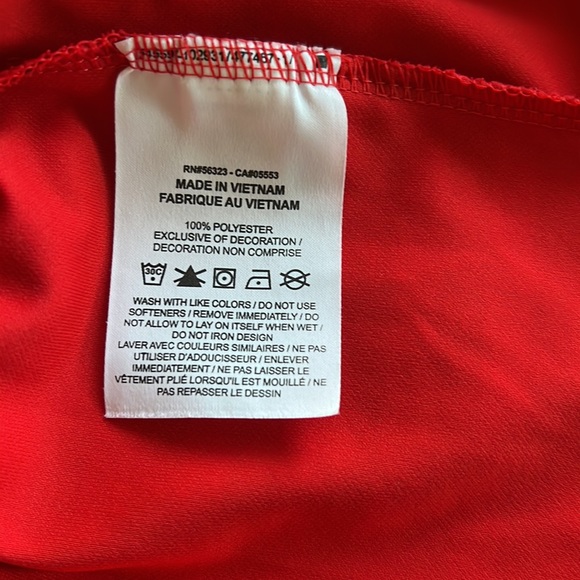 RN#56323 - CA#05553
MADE IN VIETNAM
FABRIQUE AU VIETNAM
100% POLYESTER
EXCLUSIVE OF DECORATION /
DECORATION NON COMPRISE
30C
WASH WITH LIKE COLORS / DO NOT USE
SOFTENERS / REMOVE IMMEDIATELY / DO
NOT ALLOW TO LAY ON ITSELF WHEN WET /
DO NOT IRON DESIGN
LAVER AVEC COULEURS SIMILAIRES / NE PAS
UTILISER D'ADOUCISSEUR / ENLEVER
IMMÉDIATEMENT / NE PAS LAISSER LE
VÊTEMENT PLIÉ LORSQU'IL EST MOUILLÉ / NE
PAS REPASSER LE DESSIN